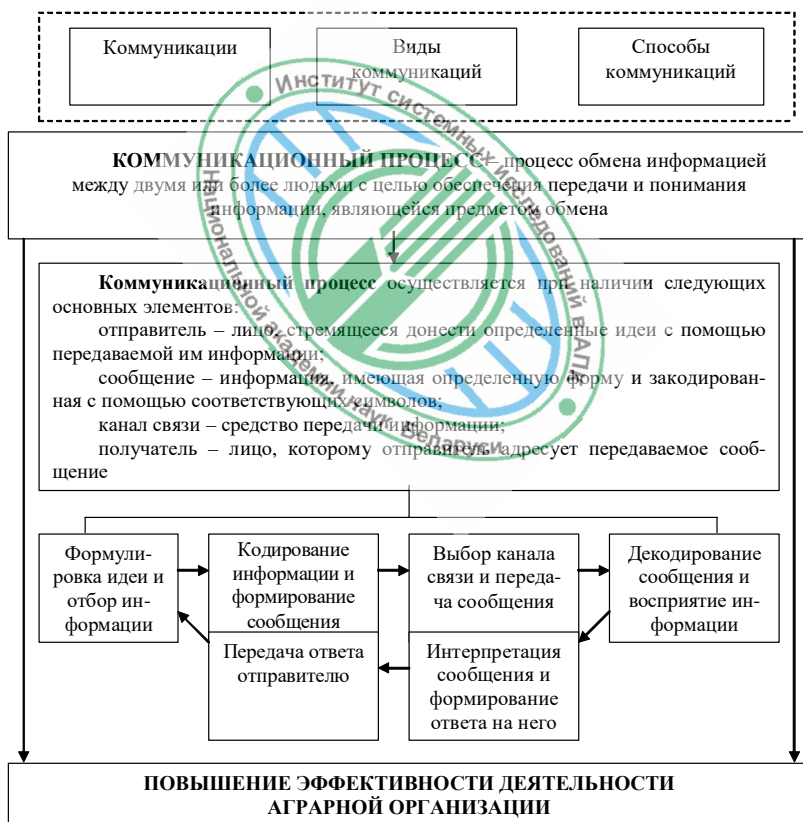 Коммуникации
Виды
коммуникаций
Способы
коммуникаций
Институт системных исследований в АПК
Национальной академии наук Беларуси
КОММУНИКАЦИОННЫЙ ПРОЦЕСС – процесс обмена информацией
между двумя или более людьми с целью обеспечения передачи и понимания
информации, являющейся предметом обмена
Коммуникационный процесс осуществляется при наличии следующих
основных элементов:
отправитель – лицо, стремящееся донести определенные идеи с помощью
передаваемой им информации;
сообщение – информация, имеющая определенную форму и закодирован-
ная с помощью соответствующих символов;
канал связи – средство передачи информации;
получатель – лицо, которому отправитель адресует передаваемое сооб-
щение
Формули-
ровка идеи и
отбор ин-
формации
Кодирование
информации и
формирование
сообщения
Выбор канала
связи и переда-
ча сообщения
Декодирование
сообщения и
восприятие ин-
формации
Передача ответа
отправителю
Интерпретация
сообщения и
формирование
ответа на него
ПОВЫШЕНИЕ ЭФФЕКТИВНОСТИ ДЕЯТЕЛЬНОСТИ
АГРАРНОЙ ОРГАНИЗАЦИИ